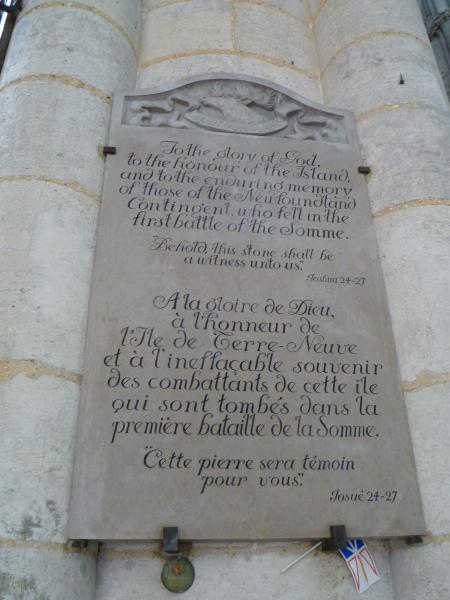 To the glory of God,
to the honour of the Island,
and to the enduring memory
of those of the Newfoundland
Contingent, who fell in the
first battle of the Somme.
"Behold, this stone shall be
a witness unto us".
Joshua 24-27
A la gloire de Dieu,
à l'honneur de
l'Ile de Terre-Neuve
et à l'ineffaçable souvenir
des combattants de cette ile
qui sont tombés dans la
première bataille de la Somme.
"Cette pierre sera témoin
pour vous".
Josuè 24-27